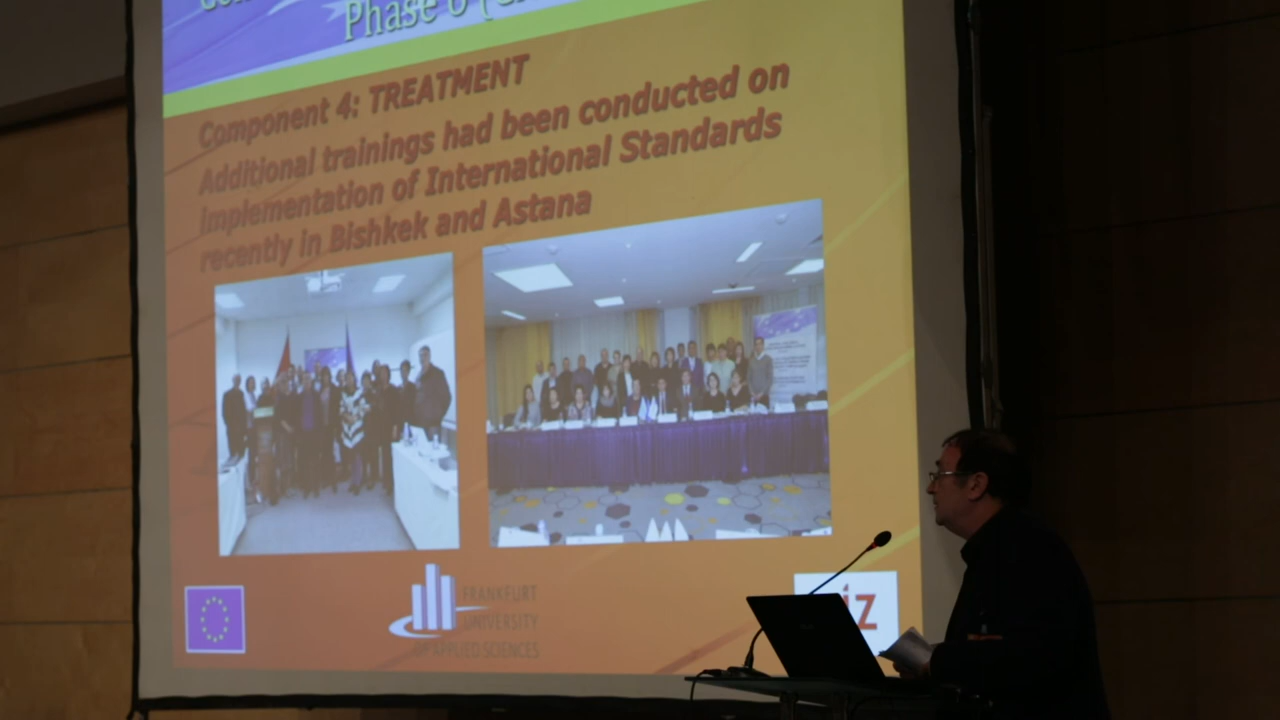 Phase 6
Component 4: TREATMENT
Additional trainings had been conducted on
implementation of International Standards
recently in Bishkek and Astana
FRANKFURT
UNIVERSITY
OF APPLIED SCIENCES
iz